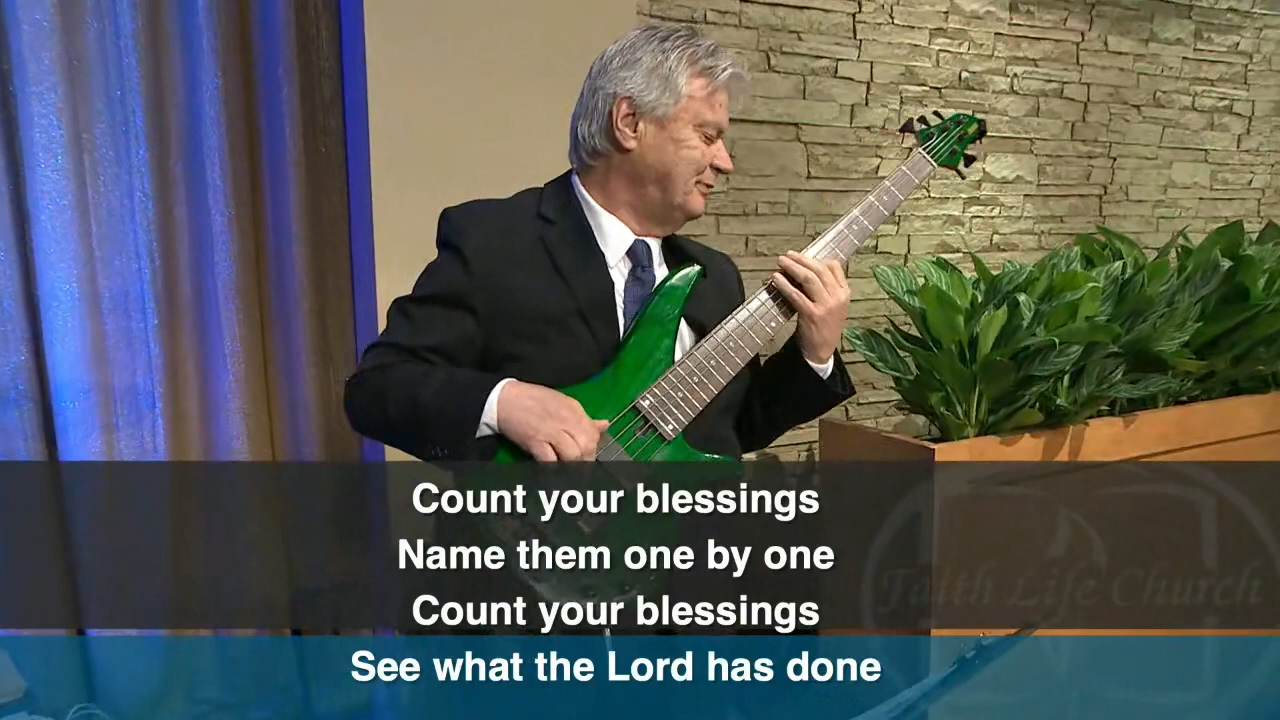 Count your blessings
Name them one by one
Count your blessings
See what the Lord has done
Faith Life Church